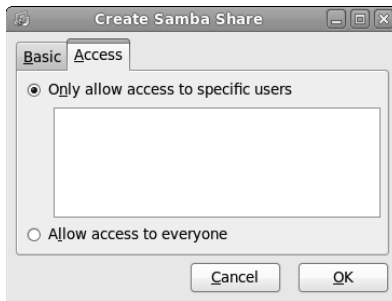 Create Samba Share
Basic Access
Only allow access to specific users
Allow access to everyone
Cancel OK